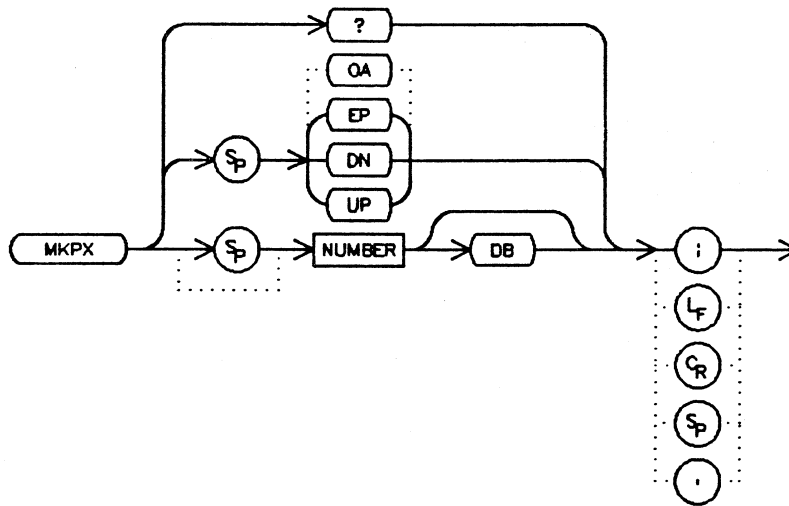 ?
OA
EP
SP DN
UP
MKPX SP NUMBER DB ;
LF
CR
SP
,